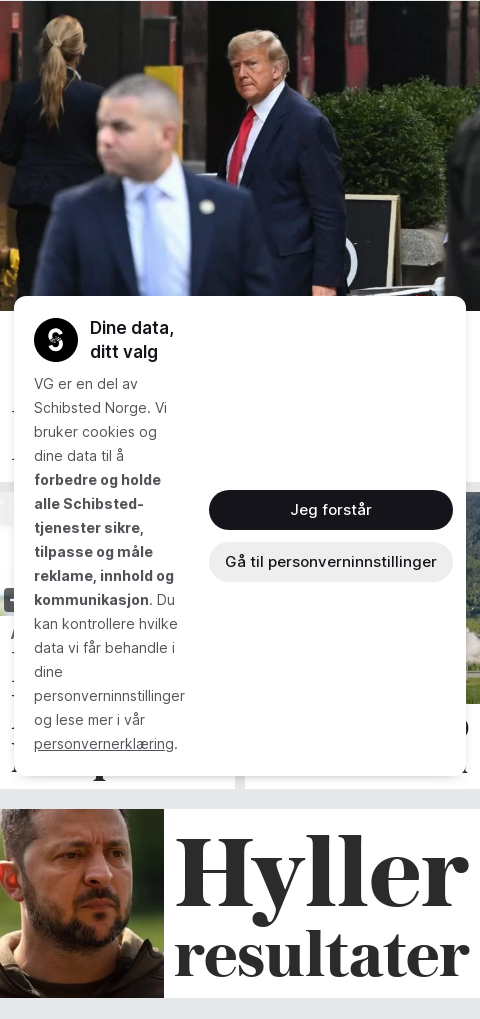 Dine data,
ditt valg
VG er en del av
Schibsted Norge. Vi
bruker cookies og
dine data til å
forbedre og holde
alle Schibsted-
tjenester sikre,
tilpasse og måle
reklame, innhold og
kommunikasjon. Du
kan kontrollere hvilke
data vi får behandle i
dine
personverninnstillinger
og lese mer i vår
personvernerklæring.
Jeg forstår
Gå til personverninnstillinger
Hyller
resultater